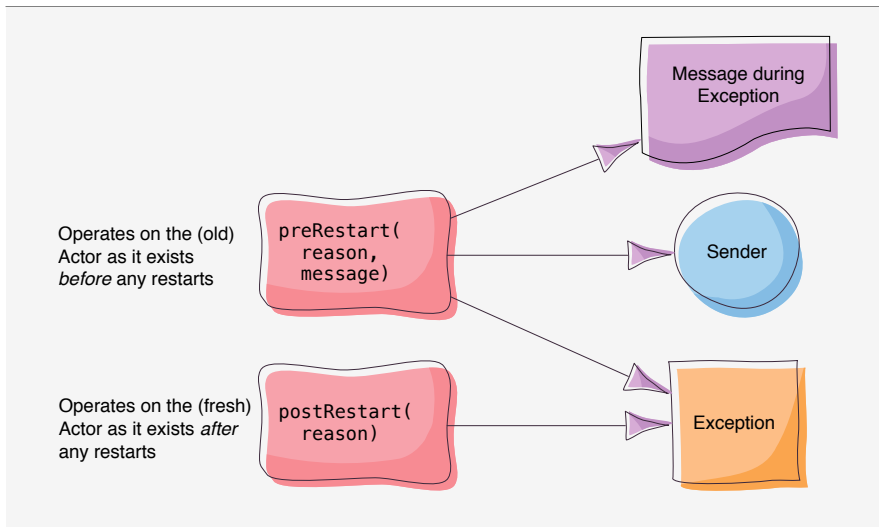 Message during
Exception
Operates on the (old)
Actor as it exists
before any restarts
preRestart(
reason,
message)
Sender
Operates on the (fresh)
Actor as it exists after
any restarts
postRestart(
reason)
Exception